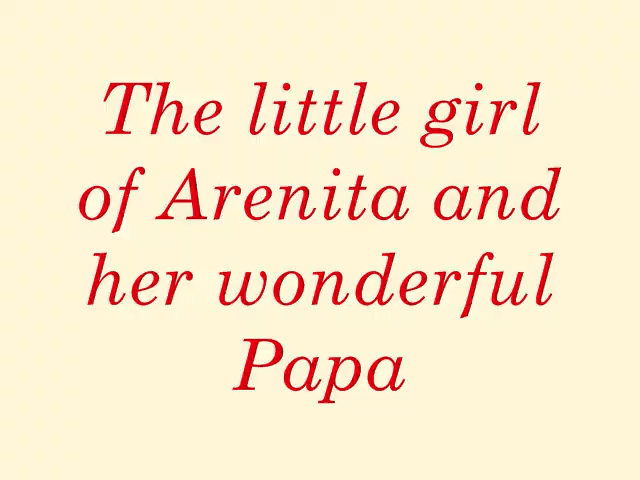 The little girl
of Arenita and
her wonderful
Papa